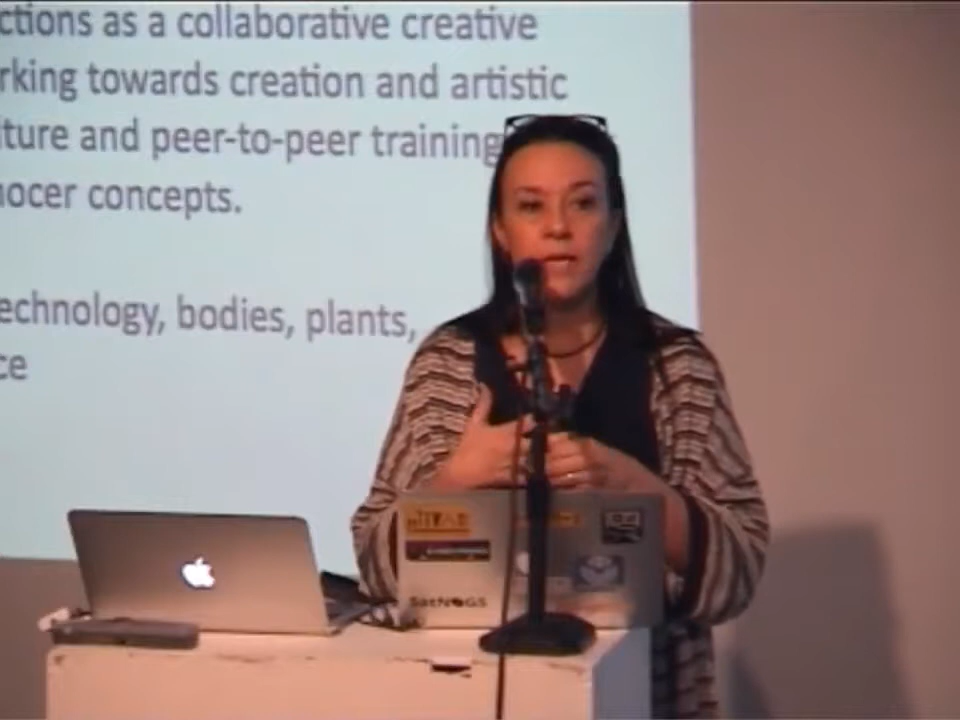 ctions as a collaborative creative
rking towards creation and artistic
ture and peer-to-peer training
ocer concepts.
echnology, bodies, plants,
ce
SatNOGS